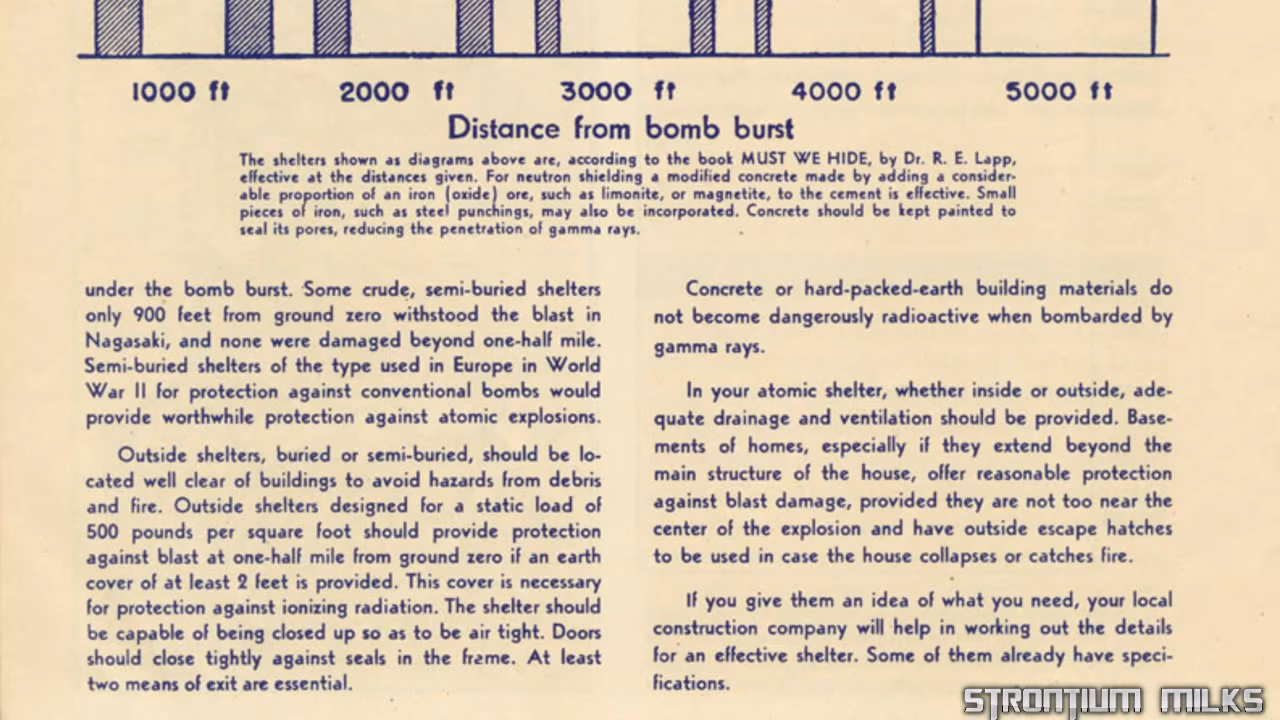 1000 ft 2000 ft 3000 ft 4000 ft 5000 ft
Distance from bomb burst
The shelters shown as diagrams above are, according to the book MUST WE HIDE, by Dr. R. E. Lapp,
effective at the distances given. For neutron shielding a modified concrete made by adding a consider-
able proportion of an iron (oxide) ore, such as limonite, or magnetite, to the cement is effective. Small
pieces of iron, such as steel punchings, may also be incorporated. Concrete should be kept painted to
seal its pores, reducing the penetration of gamma rays.
under the bomb burst. Some crude, semi-buried shelters
only 900 feet from ground zero withstood the blast in
Nagasaki, and none were damaged beyond one-half mile.
Semi-buried shelters of the type used in Europe in World
War II for protection against conventional bombs would
provide worthwhile protection against atomic explosions.
Outside shelters, buried or semi-buried, should be lo-
cated well clear of buildings to avoid hazards from debris
and fire. Outside shelters designed for a static load of
500 pounds per square foot should provide protection
against blast at one-half mile from ground zero if an earth
cover of at least 2 feet is provided. This cover is necessary
for protection against ionizing radiation. The shelter should
be capable of being closed up so as to be air tight. Doors
should close tightly against seals in the frame. At least
two means of exit are essential.
Concrete or hard-packed-earth building materials do
not become dangerously radioactive when bombarded by
gamma rays.
In your atomic shelter, whether inside or outside, ade-
quate drainage and ventilation should be provided. Base-
ments of homes, especially if they extend beyond the
main structure of the house, offer reasonable protection
against blast damage, provided they are not too near the
center of the explosion and have outside escape hatches
to be used in case the house collapses or catches fire.
If you give them an idea of what you need, your local
construction company will help in working out the details
for an effective shelter. Some of them already have speci-
fications.
STRONTIUM MILKS